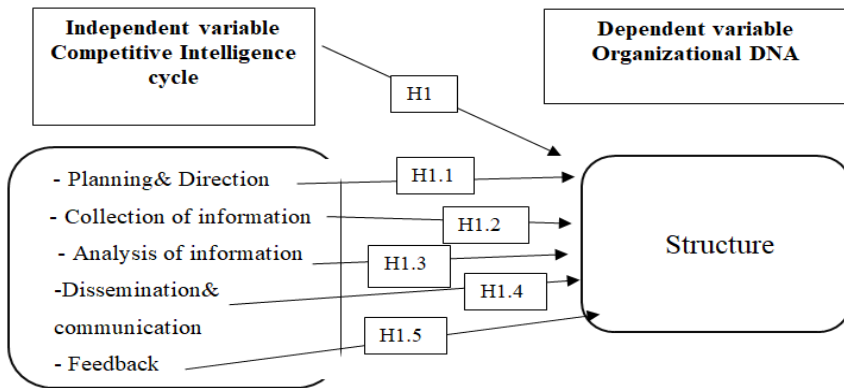 Independent variable
Competitive Intelligence
cycle
Dependent variable
Organizational DNA
H1
- Planning& Direction
H1.1
- Collection of information
H1.2
- Analysis of information
H1.3
-Dissemination&
communication
H1.4
- Feedback
H1.5
Structure